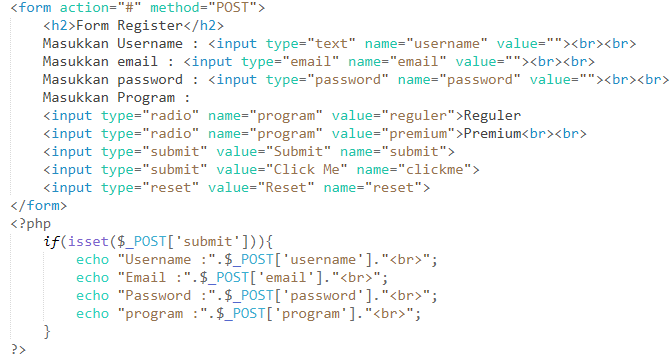 <form action="#" method="POST">
    <h2>Form Register</h2>
    Masukkan Username : <input type="text" name="username" value=""><br><br>
    Masukkan email : <input type="email" name="email" value=""><br><br>
    Masukkan password : <input type="password" name="password" value=""><br><br>
    Masukkan Program :
    <input type="radio" name="program" value="reguler">Reguler
    <input type="radio" name="program" value="premium">Premium<br><br>
    <input type="submit" value="Submit" name="submit">
    <input type="submit" value="Click Me" name="clickme">
    <input type="reset" value="Reset" name="reset">
</form>
<?php
    if(isset($_POST['submit'])){
        echo "Username :".$_POST['username']."<br>";
        echo "Email :".$_POST['email']."<br>";
        echo "Password :".$_POST['password']."<br>";
        echo "program :".$_POST['program']."<br>";
    }
?>